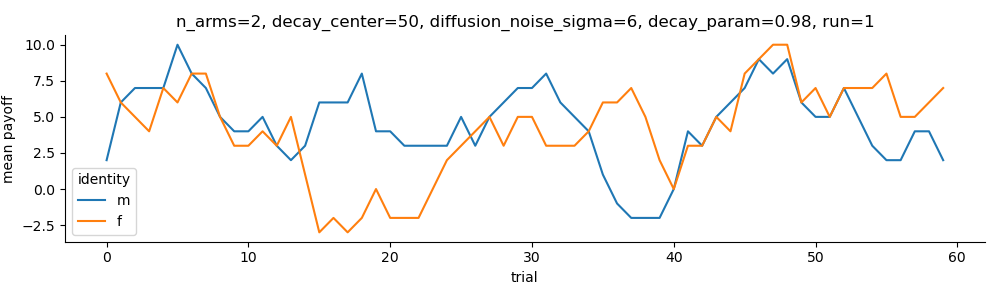 n_arms=2, decay_center=50, diffusion_noise_sigma=6, decay_param=0.98, run=1
mean payoff
10.0
7.5
5.0
2.5
0.0
−2.5
identity
m
f
0 10 20 30 40 50 60
trial